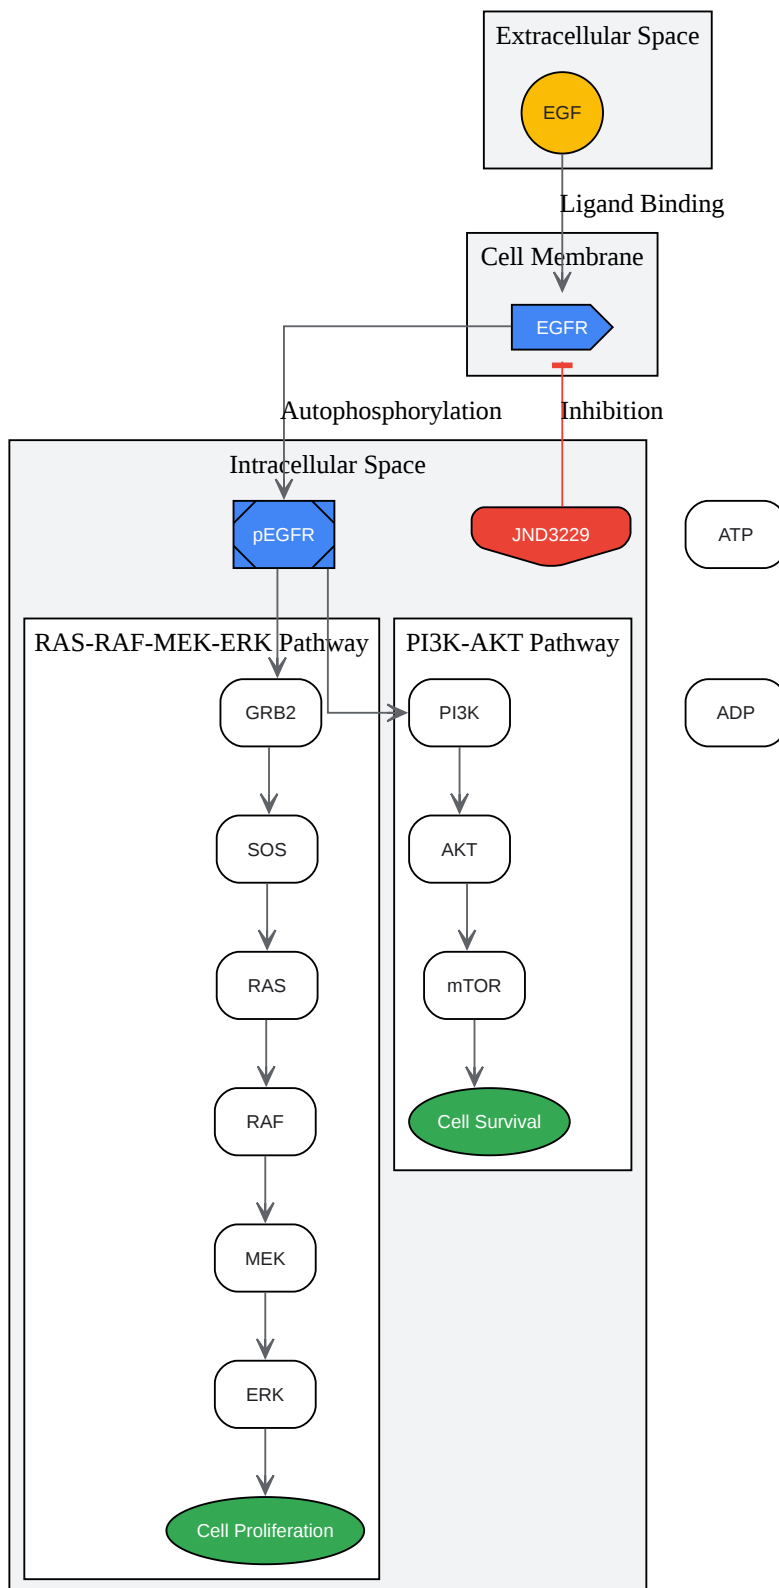 Extracellular Space
EGF
Ligand Binding
Cell Membrane
EGFR
Autophosphorylation
Inhibition
Intracellular Space
pEGFR
JND3229
ATP
RAS-RAF-MEK-ERK Pathway
PI3K-AKT Pathway
GRB2
PI3K
ADP
SOS
AKT
RAS
mTOR
RAF
Cell Survival
MEK
ERK
Cell Proliferation